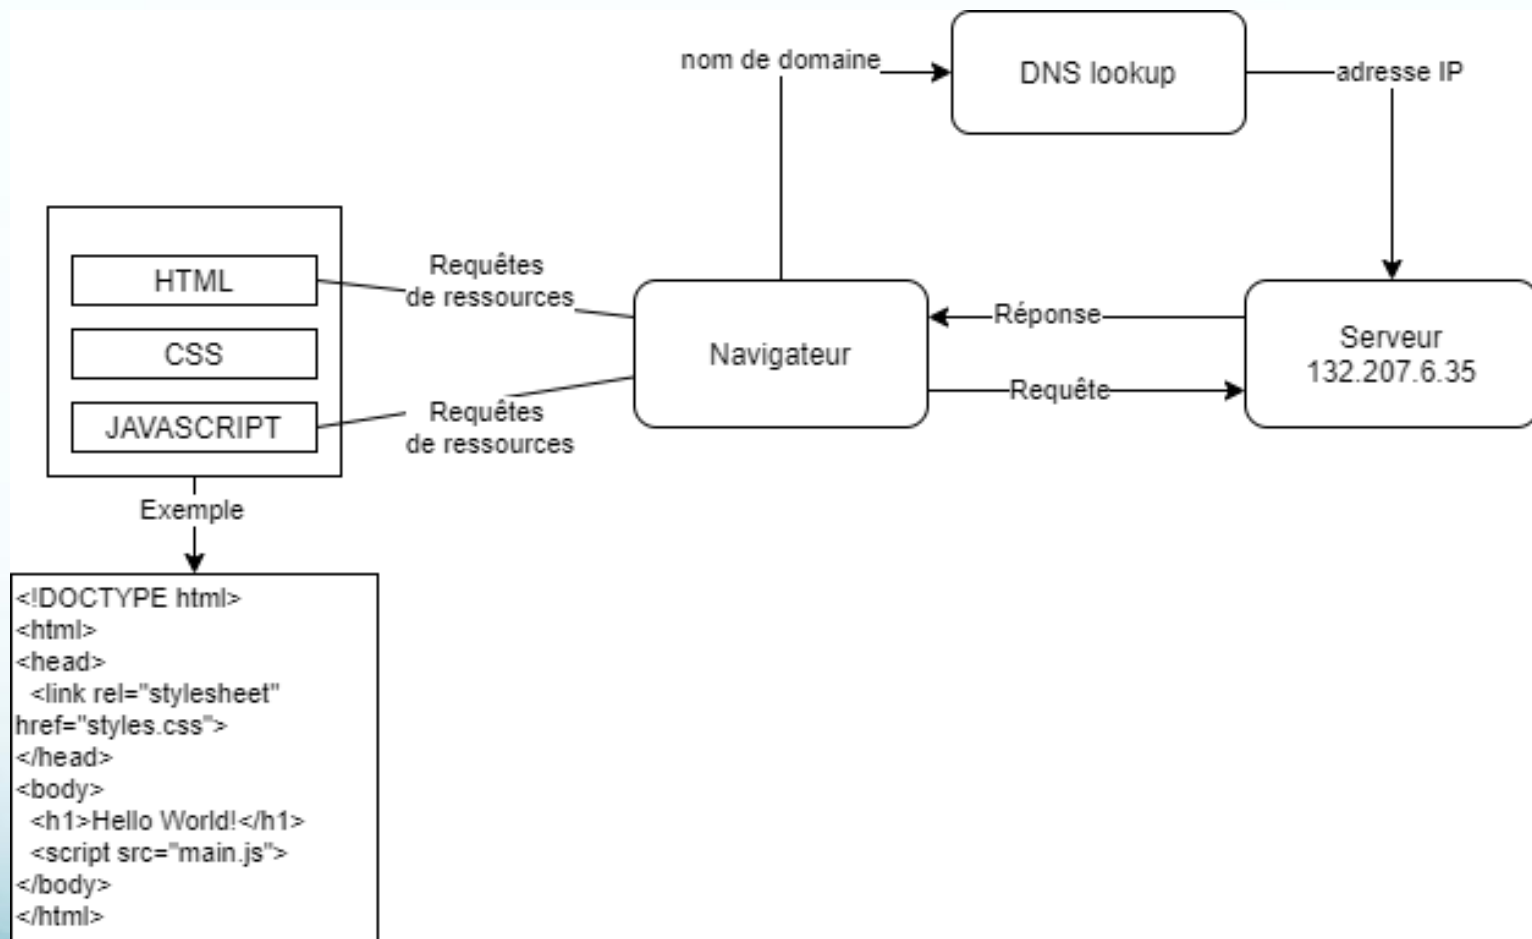 nom de domaine
DNS lookup
adresse IP
HTML
CSS
JAVASCRIPT
Requêtes
de ressources
Requêtes
de ressources
Navigateur
Réponse
Requête
Serveur
132.207.6.35
Exemple
<!DOCTYPE html>
<html>
<head>
<link rel="stylesheet"
href="styles.css">
</head>
<body>
<h1>Hello World!</h1>
<script src="main.js">
</body>
</html>